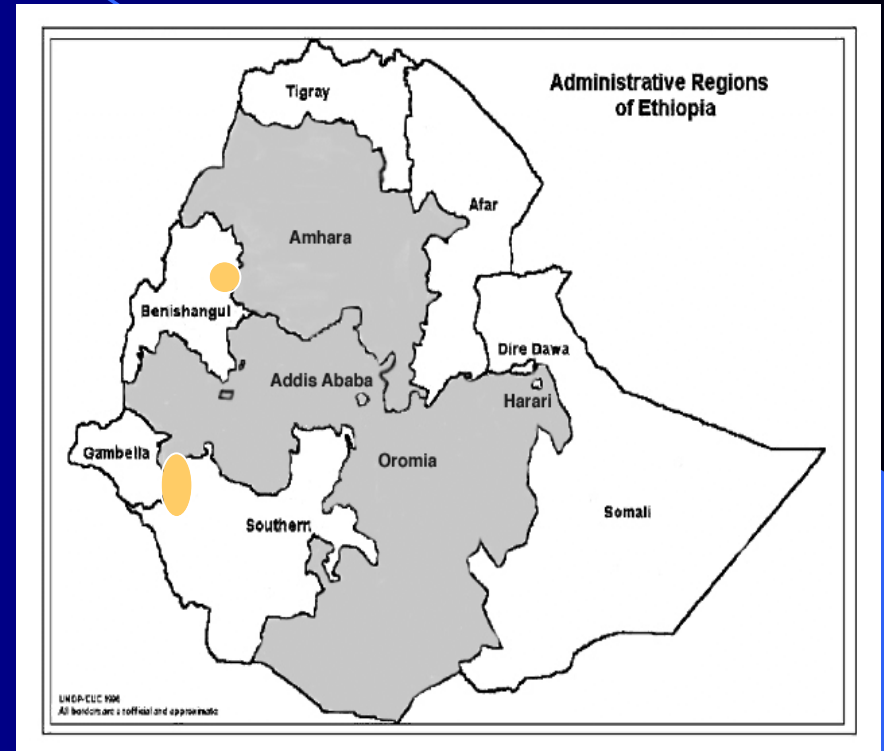 Administrative Regions
of Ethiopia
Tigray
Afar
Amhara
Benishangul
Dire Dawa
Addis Ababa
Harari
Gambella
Oromia
Somali
Southern
All borders are unofficial and approximate